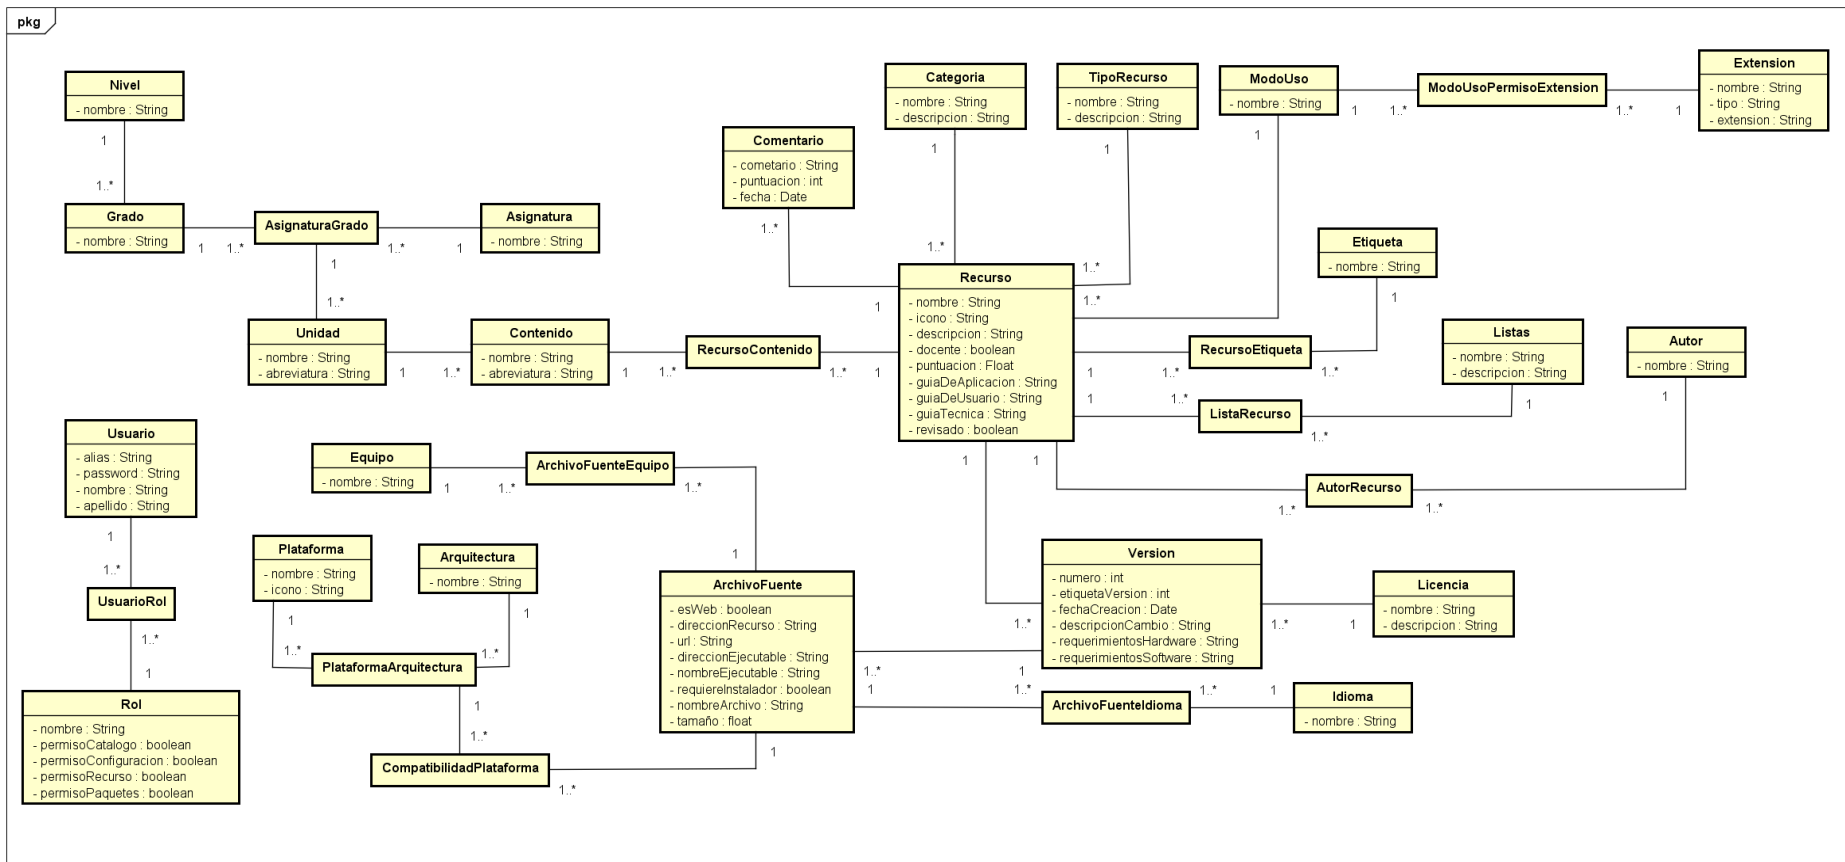 pkg
Nivel
- nombre : String
1
1..*
Grado
- nombre : String
1
1..*
AsignaturaGrado
1..*
1
Asignatura
- nombre : String
1
1..*
Unidad
- nombre : String
- abreviatura : String
1
1..*
Contenido
- nombre : String
- abreviatura : String
1
1..*
RecursoContenido
1..*
1
Comentario
- cometario : String
- puntuacion : int
- fecha : Date
1..*
1
Categoria
- nombre : String
- descripcion : String
1
1..*
TipoRecurso
- nombre : String
- descripcion : String
1
1..*
ModoUso
- nombre : String
1
1..*
1
1..*
ModoUsoPermisoExtension
1..*
1
Extension
- nombre : String
- tipo : String
- extension : String
Recurso
- nombre : String
- icono : String
- descripcion : String
- docente : boolean
- puntuacion : Float
- guiaDeAplicacion : String
- guiaDeUsuario : String
- guiaTecnica : String
- revisado : boolean
Etiqueta
- nombre : String
1
RecursoEtiqueta
1
1..*
1..*
Listas
- nombre : String
- descripcion : String
1
ListaRecurso
1
1..*
1..*
Autor
- nombre : String
1
AutorRecurso
1
1..*
1..*
1
1..*
Usuario
- alias : String
- password : String
- nombre : String
- apellido : String
1
1..*
UsuarioRol
1..*
1
Rol
- nombre : String
- permisoCatalogo : boolean
- permisoConfiguracion : boolean
- permisoRecurso : boolean
- permisoPaquetes : boolean
Equipo
- nombre : String
1
1..*
ArchivoFuenteEquipo
1..*
1
Plataforma
- nombre : String
- icono : String
1
1..*
Arquitectura
- nombre : String
1
1..*
PlataformaArquitectura
1
1..*
CompatibilidadPlataforma
1..*
1
ArchivoFuente
- esWeb : boolean
- direccionRecurso : String
- url : String
- direccionEjecutable : String
- nombreEjecutable : String
- requiereInstalador : boolean
- nombreArchivo : String
- tamaño : float
1..*
1
Version
- numero : int
- etiquetaVersion : int
- fechaCreacion : Date
- descripcionCambio : String
- requerimientosHardware : String
- requerimientosSoftware : String
1..*
1
Licencia
- nombre : String
- descripcion : String
1
1..*
ArchivoFuenteIdioma
1..*
1
Idioma
- nombre : String